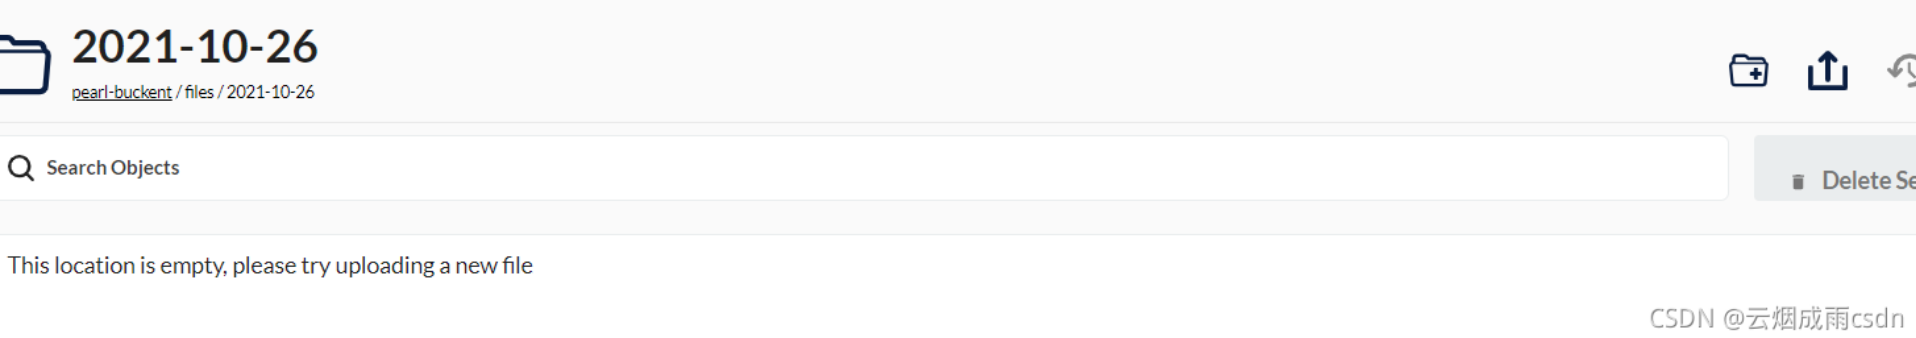 2021-10-26
pearl-buckent / files / 2021-10-26
Search Objects
Delete Se
This location is empty, please try uploading a new file
CSDN @云烟成雨csdn